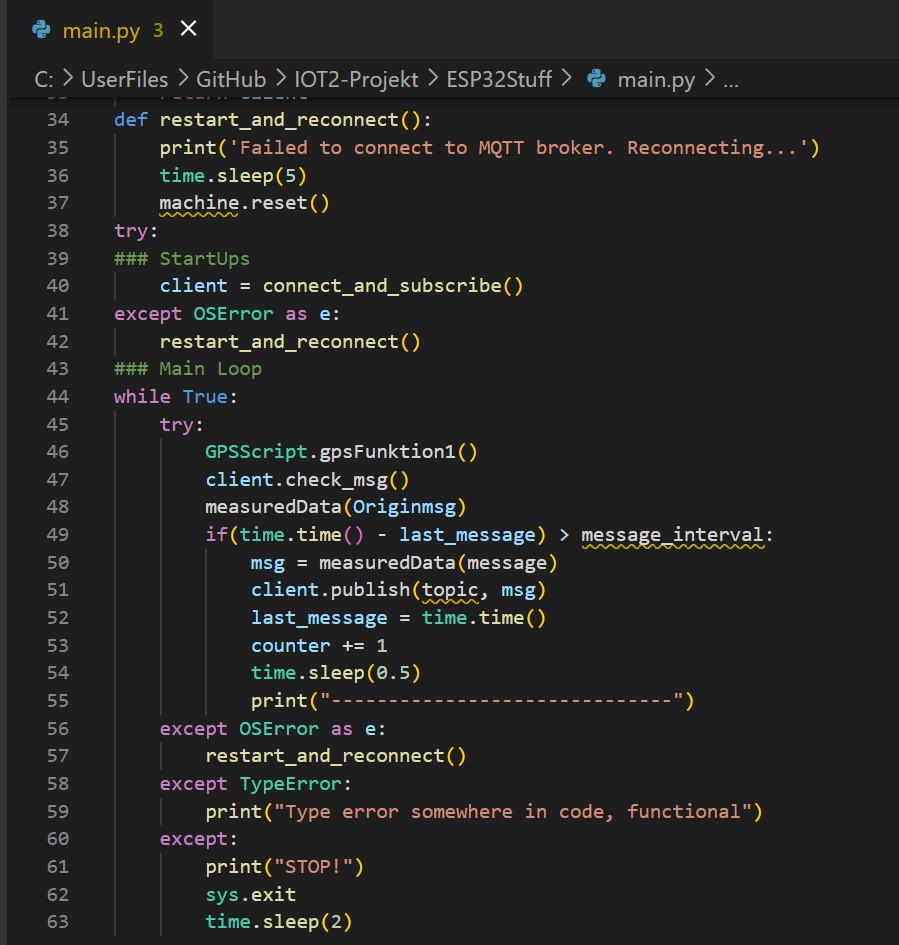 main.py 3
C: > UserFiles > GitHub > IOT2-Projekt > ESP32Stuff > main.py > ...
34 def restart_and_reconnect():
35     print('Failed to connect to MQTT broker. Reconnecting...')
36     time.sleep(5)
37     machine.reset()
38 try:
39 ### StartUps
40     client = connect_and_subscribe()
41 except OSError as e:
42     restart_and_reconnect()
43 ### Main Loop
44 while True:
45     try:
46         GPSScript.gpsFunktion1()
47         client.check_msg()
48         measuredData(Originmsg)
49         if(time.time() - last_message) > message_interval:
50             msg = measuredData(message)
51             client.publish(topic, msg)
52             last_message = time.time()
53             counter += 1
54             time.sleep(0.5)
55             print("------------------------------")
56     except OSError as e:
57         restart_and_reconnect()
58     except TypeError:
59         print("Type error somewhere in code, functional")
60     except:
61         print("STOP!")
62         sys.exit
63         time.sleep(2)